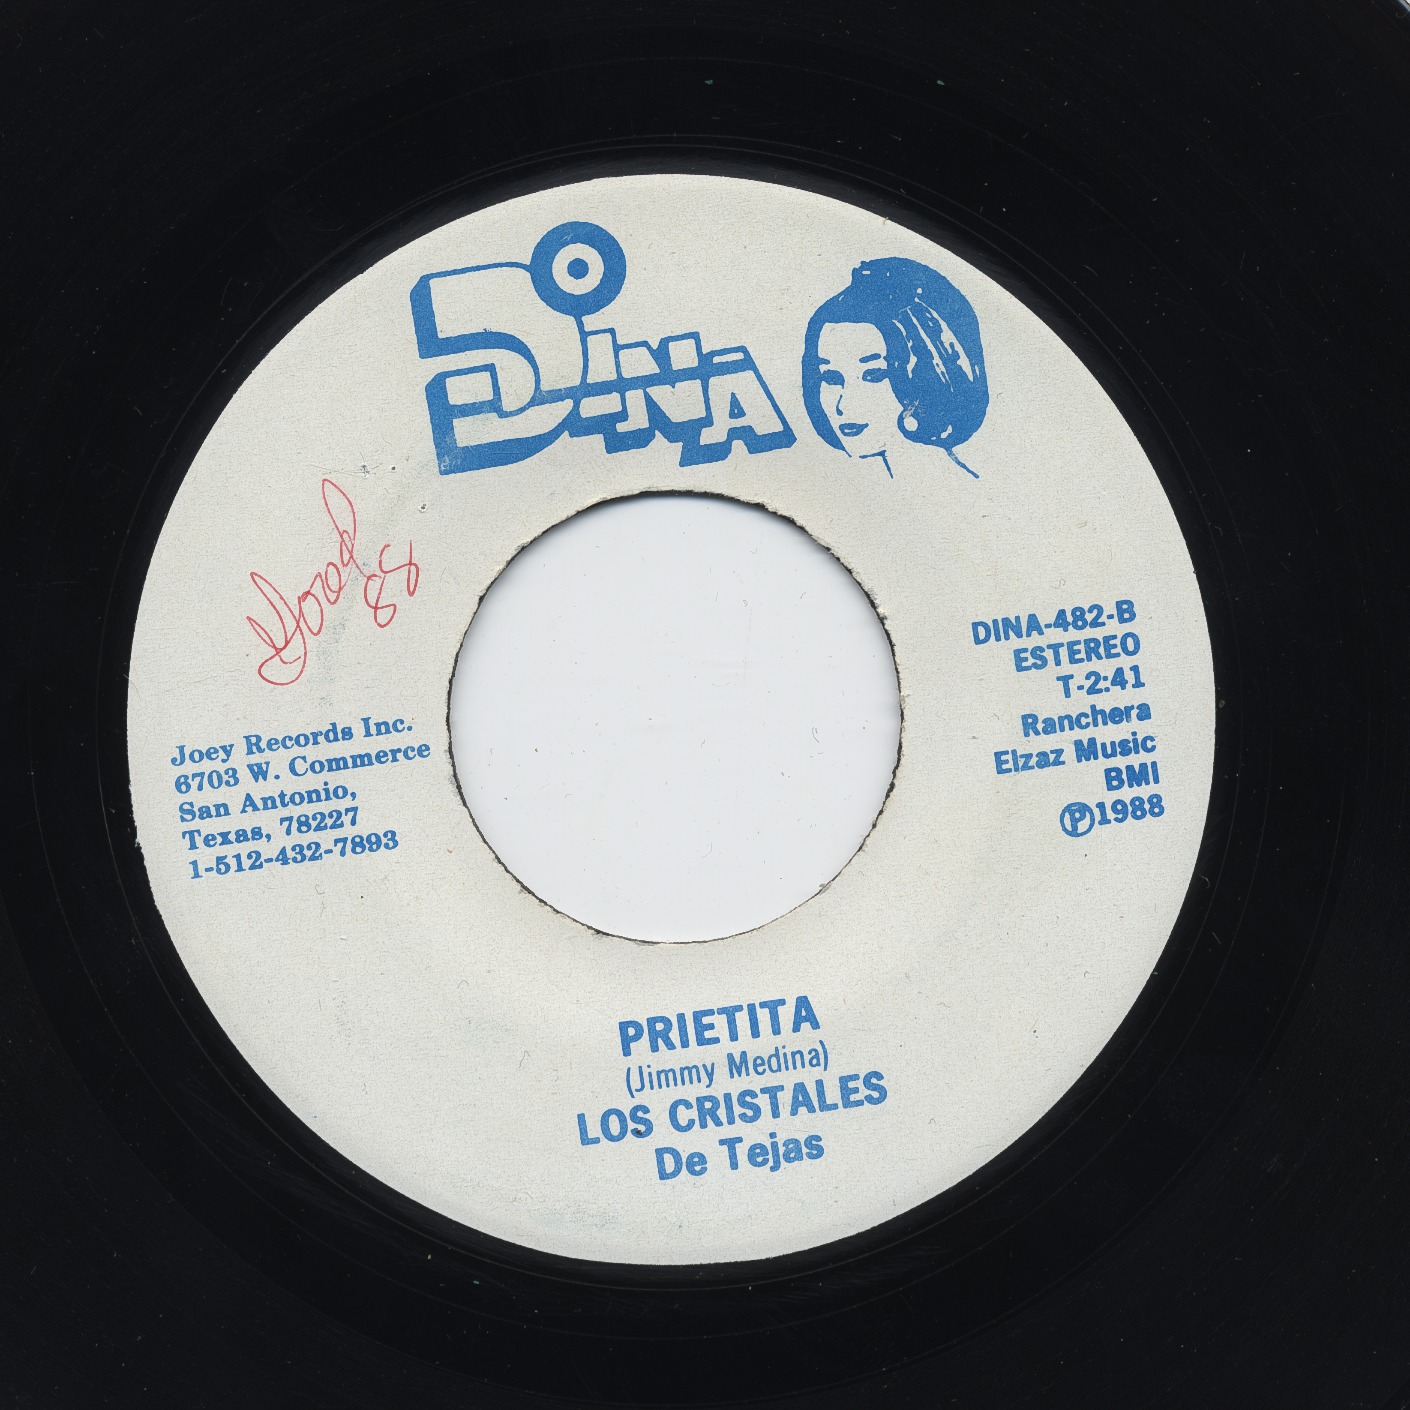 DINA
Good
88
Joey Records Inc.
6703 W. Commerce
San Antonio,
Texas, 78227
1-512-432-7893
DINA-482-B
ESTEREO
T-2:41
Ranchera
Elzaz Music
BMI
Ⓟ1988
PRIETITA
(Jimmy Medina)
LOS CRISTALES
De Tejas